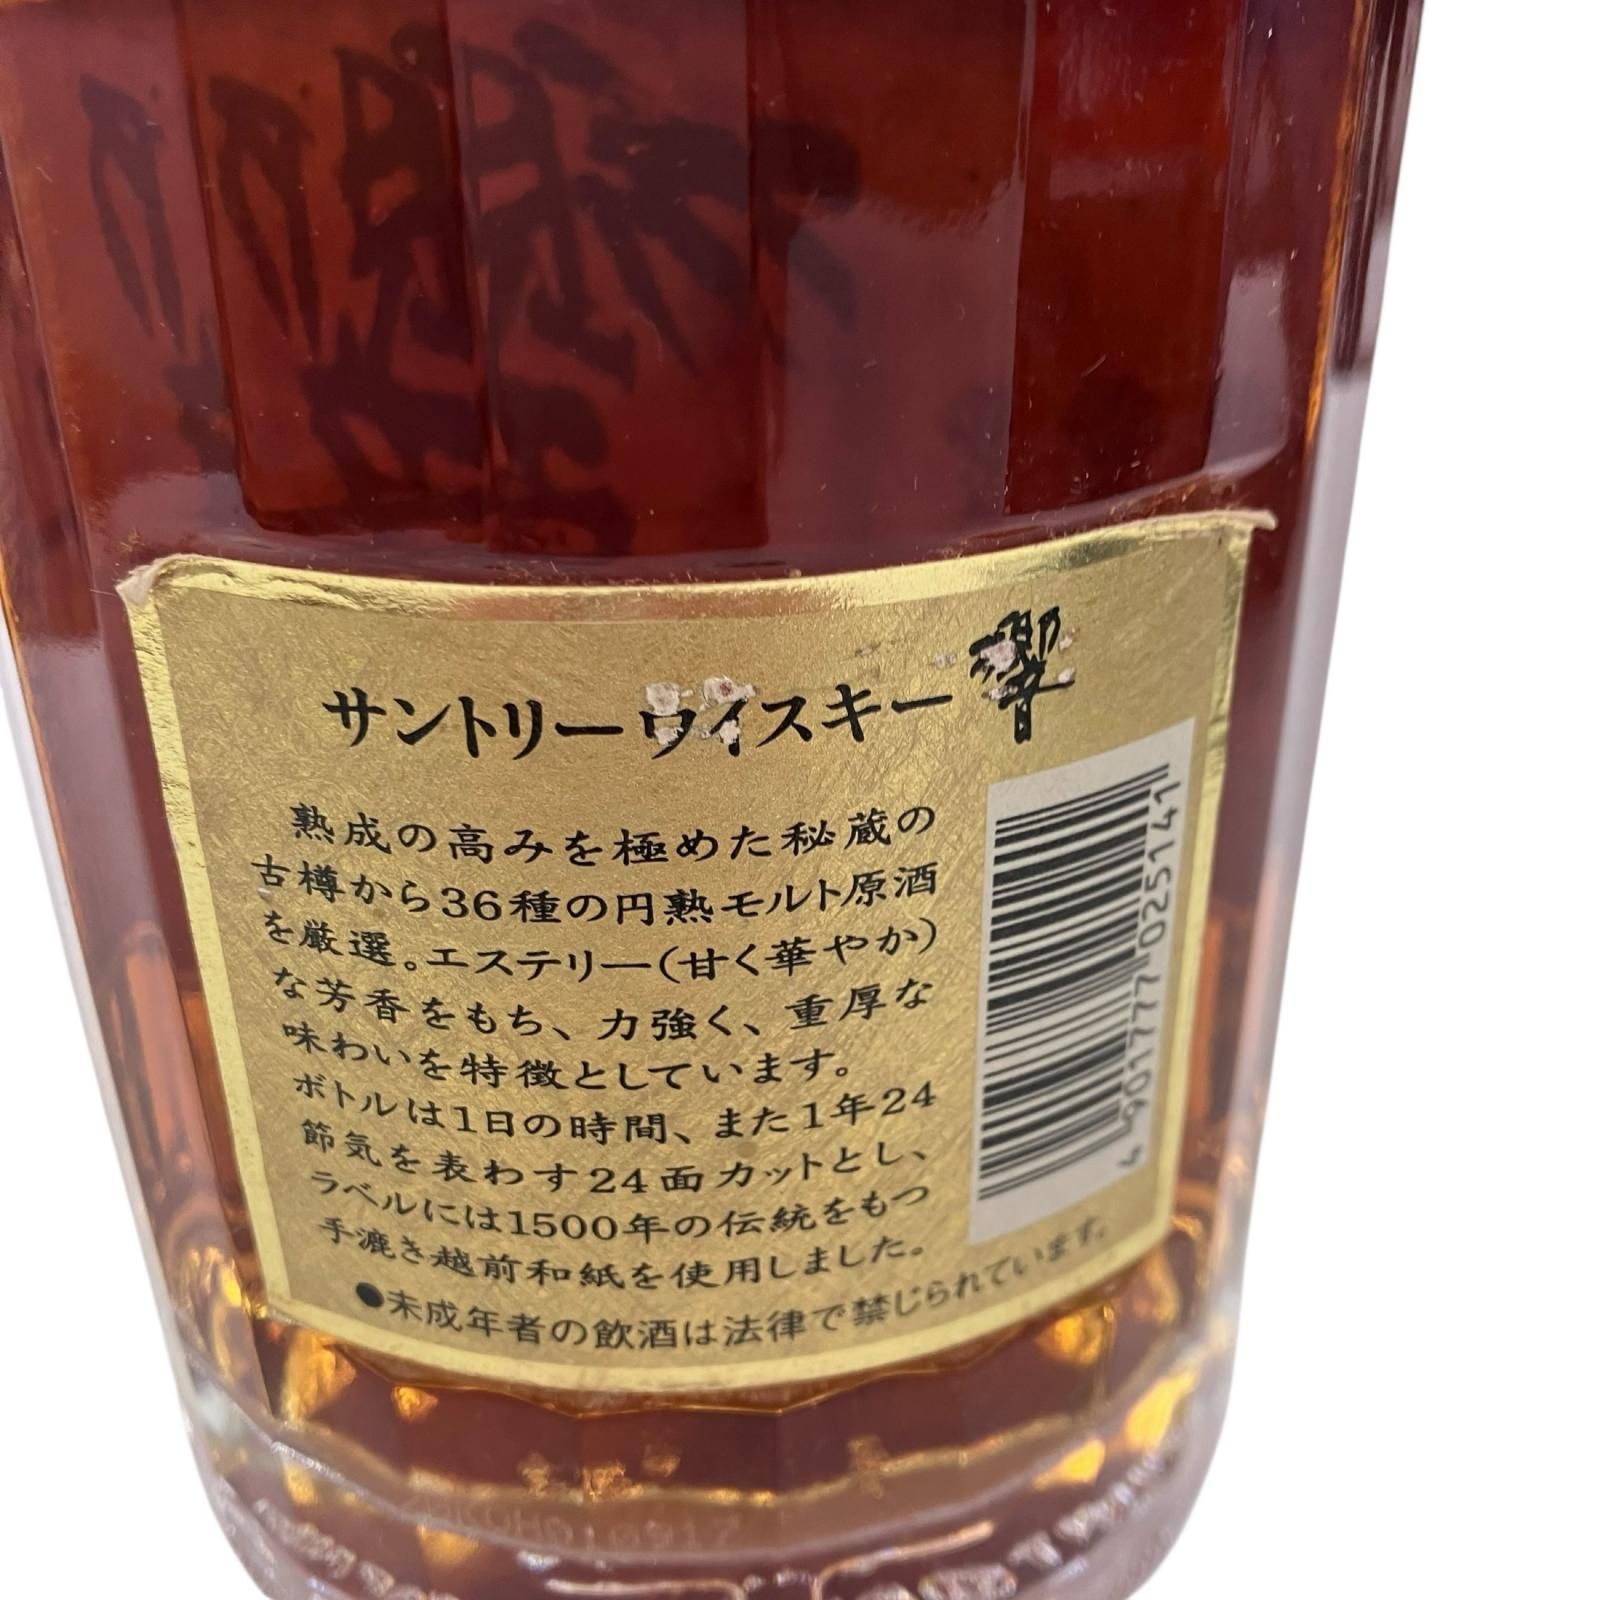 サントリーウイスキー 響
熟成の高みを極めた秘蔵の
古樽から36種の円熟モルト原酒
を厳選。エステリー(甘く華やか)
な芳香をもち、力強く、重厚な
味わいを特徴としています。
ボトルは1日の時間、また1年24
節気を表わす24面カットとし、
ラベルには1500年の伝統をもつ
手漉き越前和紙を使用しました。
●未成年者の飲酒は法律で禁じられています。
4 901777 025141